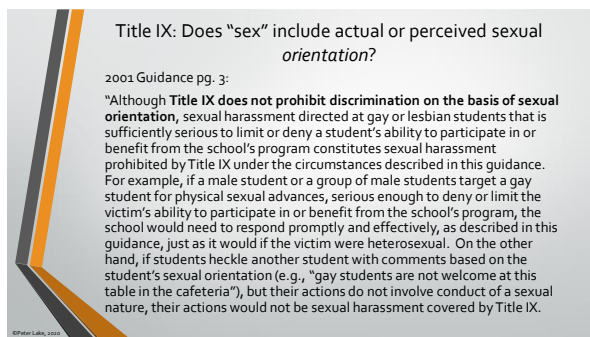 Title IX: Does “sex” include actual or perceived sexual
orientation?
2001 Guidance pg. 3:
“Although Title IX does not prohibit discrimination on the basis of sexual
orientation, sexual harassment directed at gay or lesbian students that is
sufficiently serious to limit or deny a student’s ability to participate in or
benefit from the school’s program constitutes sexual harassment
prohibited by Title IX under the circumstances described in this guidance.
For example, if a male student or a group of male students target a gay
student for physical sexual advances, serious enough to deny or limit the
victim’s ability to participate in or benefit from the school’s program, the
school would need to respond promptly and effectively, as described in this
guidance, just as it would if the victim were heterosexual. On the other
hand, if students heckle another student with comments based on the
student’s sexual orientation (e.g., “gay students are not welcome at this
table in the cafeteria”), but their actions do not involve conduct of a sexual
nature, their actions would not be sexual harassment covered by Title IX.
©Peter Lake, 2020